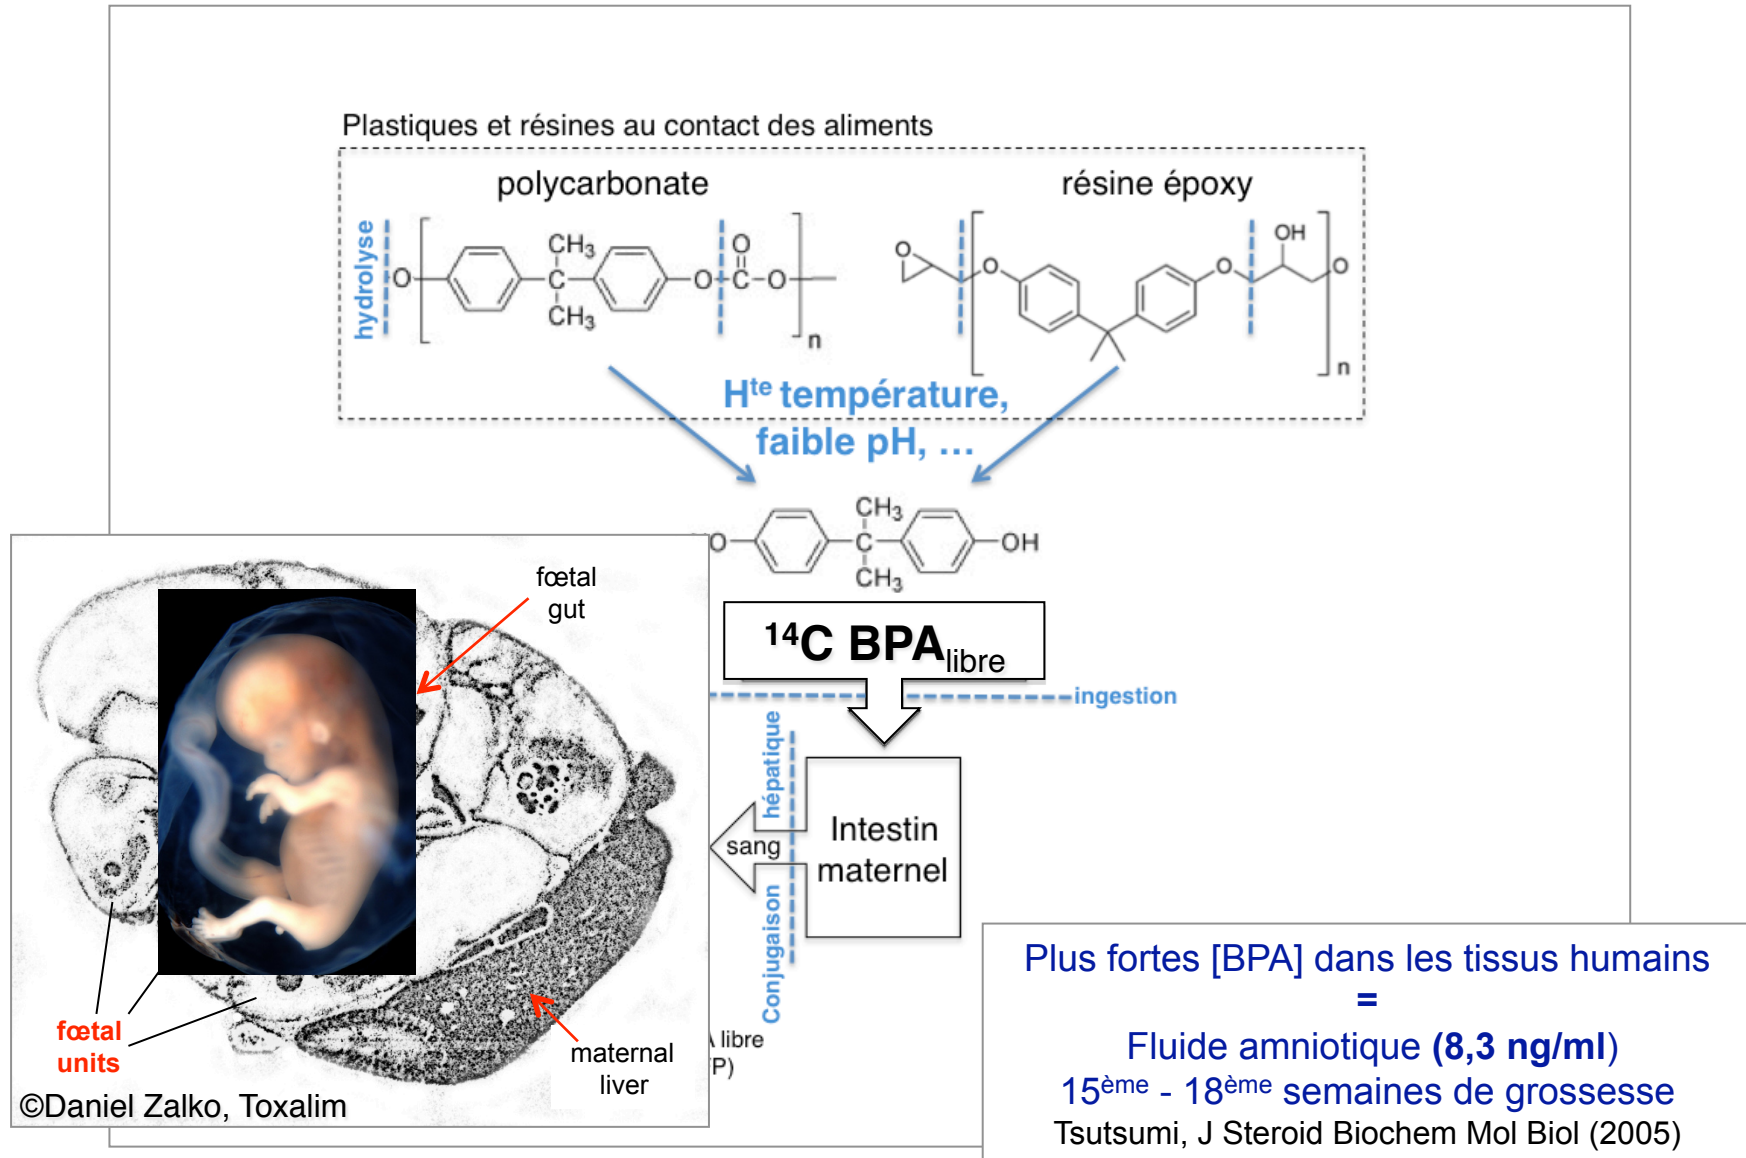 Plastiques et résines au contact des aliments
polycarbonate
résine époxy
hydrolyse
O
CH₃
CH₃
O
O
C
O
n
O
O
O
OH
O
n
Hte température,
faible pH, …
O
CH₃
C
CH₃
OH
14C BPAlibre
ingestion
Conjugaison hépatique
sang
Intestin
maternel
libre
P)
fœtal
gut
fœtal
units
maternal
liver
©Daniel Zalko, Toxalim
Plus fortes [BPA] dans les tissus humains
=
Fluide amniotique (8,3 ng/ml)
15ème - 18ème semaines de grossesse
Tsutsumi, J Steroid Biochem Mol Biol (2005)